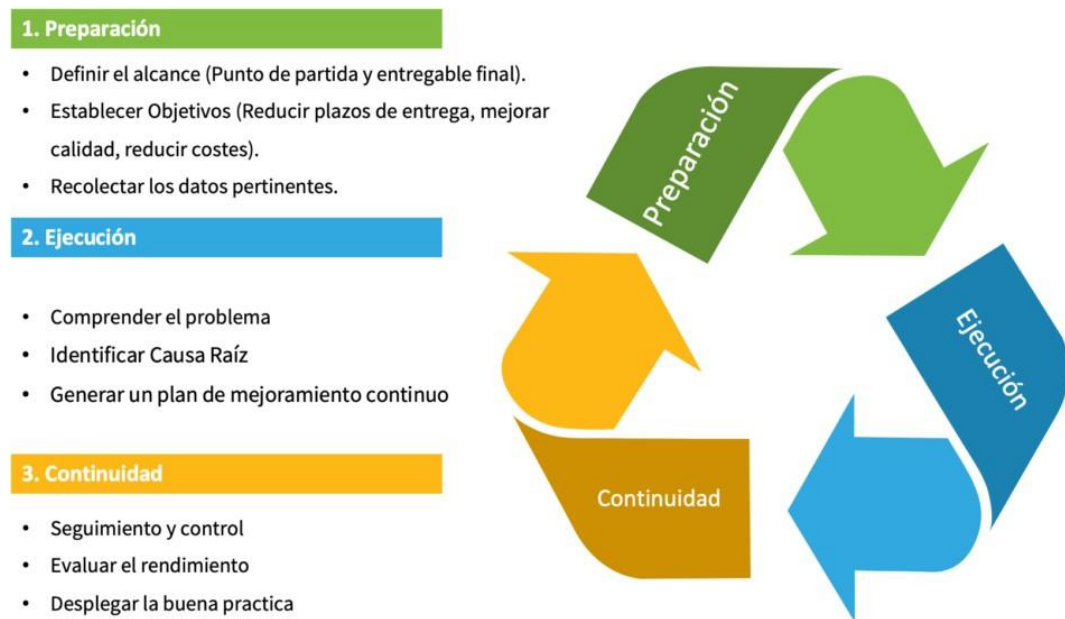 1. Preparación
• Definir el alcance (Punto de partida y entregable final).
• Establecer Objetivos (Reducir plazos de entrega, mejorar
calidad, reducir costes).
• Recolectar los datos pertinentes.
2. Ejecución
• Comprender el problema
• Identificar Causa Raíz
• Generar un plan de mejoramiento continuo
3. Continuidad
• Seguimiento y control
• Evaluar el rendimiento
• Desplegar la buena practica
Preparación
Ejecución
Continuidad